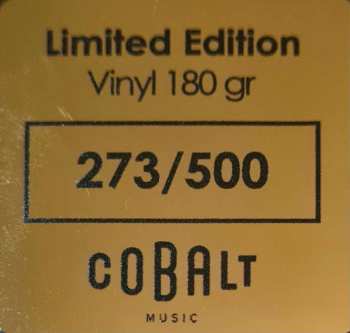 Limited Edition
Vinyl 180 gr
273/500
COBALT
MUSIC